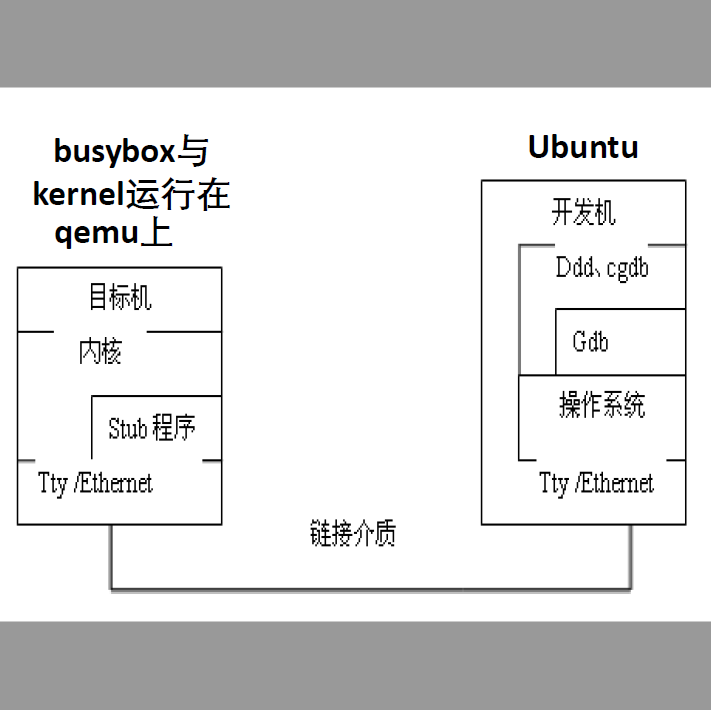 busybox与
kernel运行在
qemu上
目标机
内核
Stub 程序
Tty /Ethernet
Ubuntu
开发机
Ddd、cgdb
Gdb
操作系统
Tty /Ethernet
链接介质